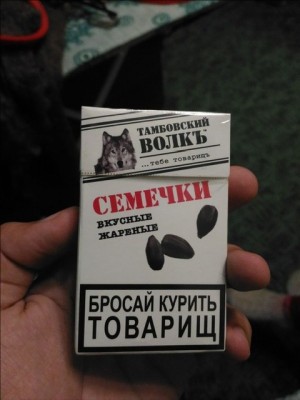 ТАМБОВСКИЙ
ВОЛКЪ
...тебе товарищъ
СЕМЕЧКИ
ВКУСНЫЕ
ЖАРЕНЫЕ
БРОСАЙ КУРИТЬ
ТОВАРИЩ